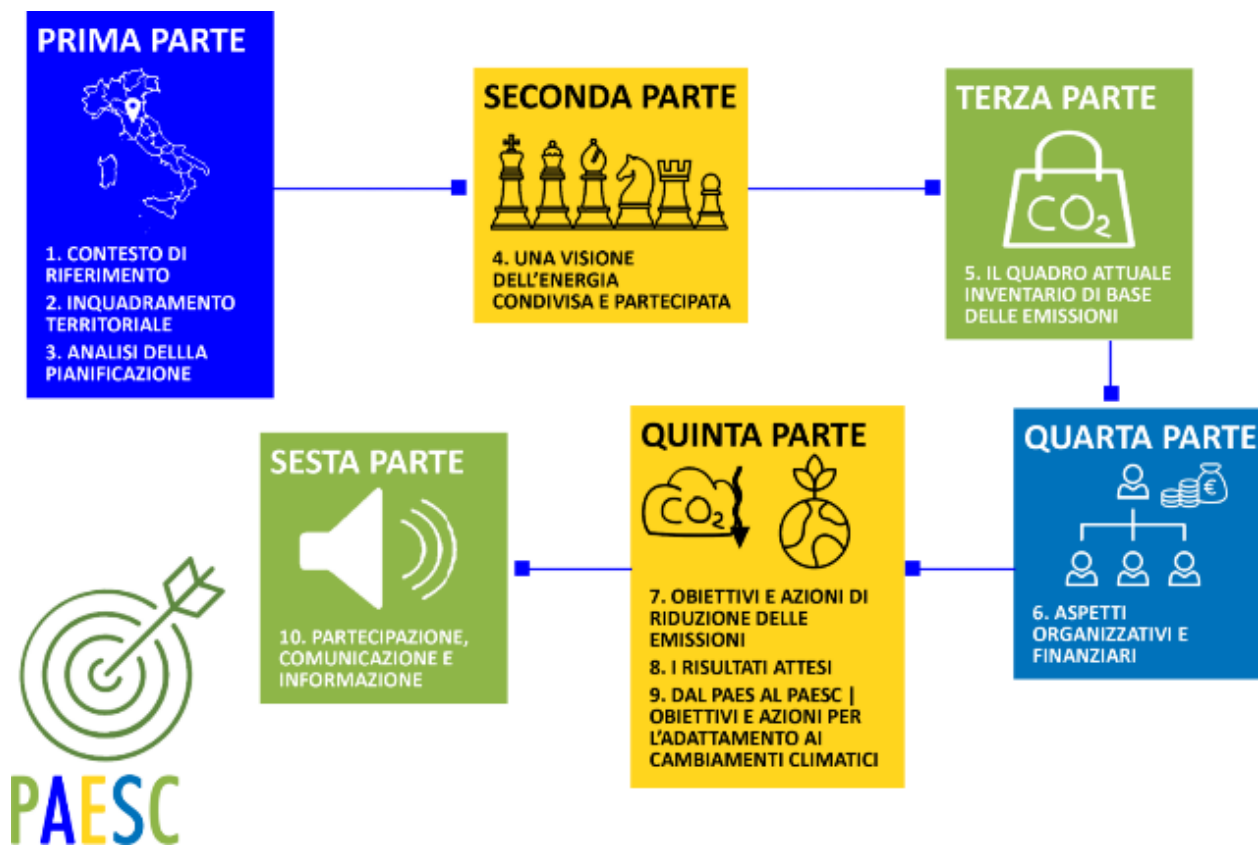 PRIMA PARTE
1. CONTESTO DI
RIFERIMENTO
2. INQUADRAMENTO
TERRITORIALE
3. ANALISI DELLLA
PIANIFICAZIONE
SECONDA PARTE
4. UNA VISIONE
DELL'ENERGIA
CONDIVISA E PARTECIPATA
TERZA PARTE
CO₂
5. IL QUADRO ATTUALE
INVENTARIO DI BASE
DELLE EMISSIONI
QUARTA PARTE
€
6. ASPETTI
ORGANIZZATIVI E
FINANZIARI
QUINTA PARTE
CO₂
7. OBIETTIVI E AZIONI DI
RIDUZIONE DELLE
EMISSIONI
8. I RISULTATI ATTESI
9. DAL PAES AL PAESC |
OBIETTIVI E AZIONI PER
L'ADATTAMENTO AI
CAMBIAMENTI CLIMATICI
SESTA PARTE
10. PARTECIPAZIONE,
COMUNICAZIONE E
INFORMAZIONE
PAESC